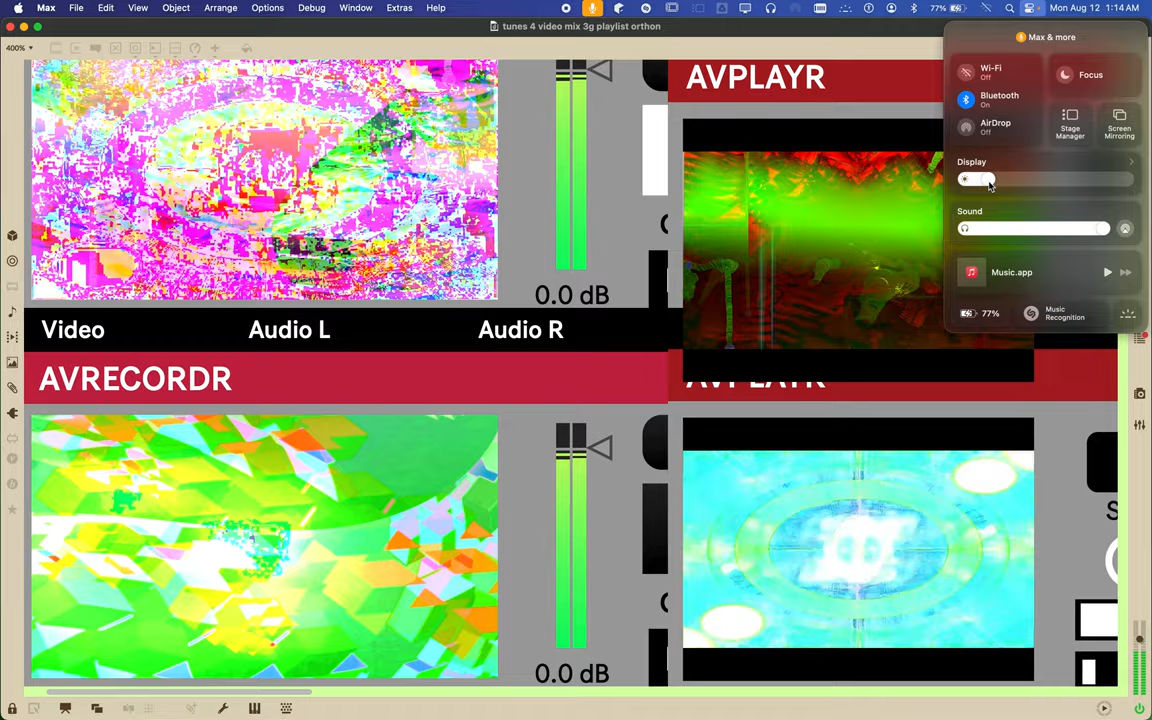 Max File Edit View Object Arrange Options Debug Window Extras Help 77% Mon Aug 12 1:14 AM
tunes 4 video mix 3g playlist orthon
400%
Max & more
Wi-Fi
Off
Focus
Bluetooth
On
AirDrop
Off
Stage
Manager
Screen
Mirroring
Display
Sound
Music.app
77%
Music
Recognition
AVPLAYR
0.0 dB
Video Audio L Audio R
AVRECORDR
AVPLAYR
0.0 dB